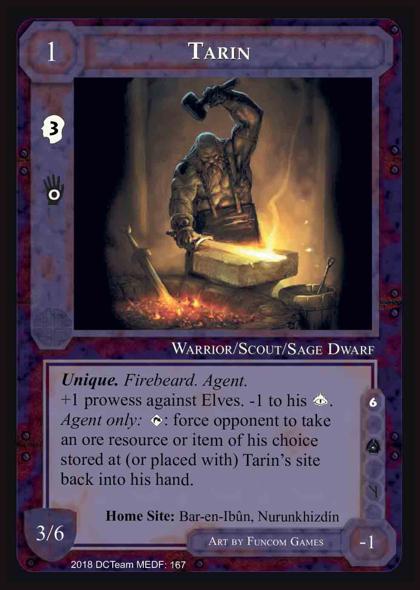 1
TARIN
3
0
WARRIOR/SCOUT/SAGE DWARF
Unique. Firebeard. Agent.
+1 prowess against Elves. -1 to his
Agent only: : force opponent to take
an ore resource or item of his choice
stored at (or placed with) Tarin's site
back into his hand.
6
Home Site: Bar-en-Ibûn, Nurunkhizdín
3/6
ART BY FUNCOM GAMES
-1
2018 DCTeam MEDF: 167